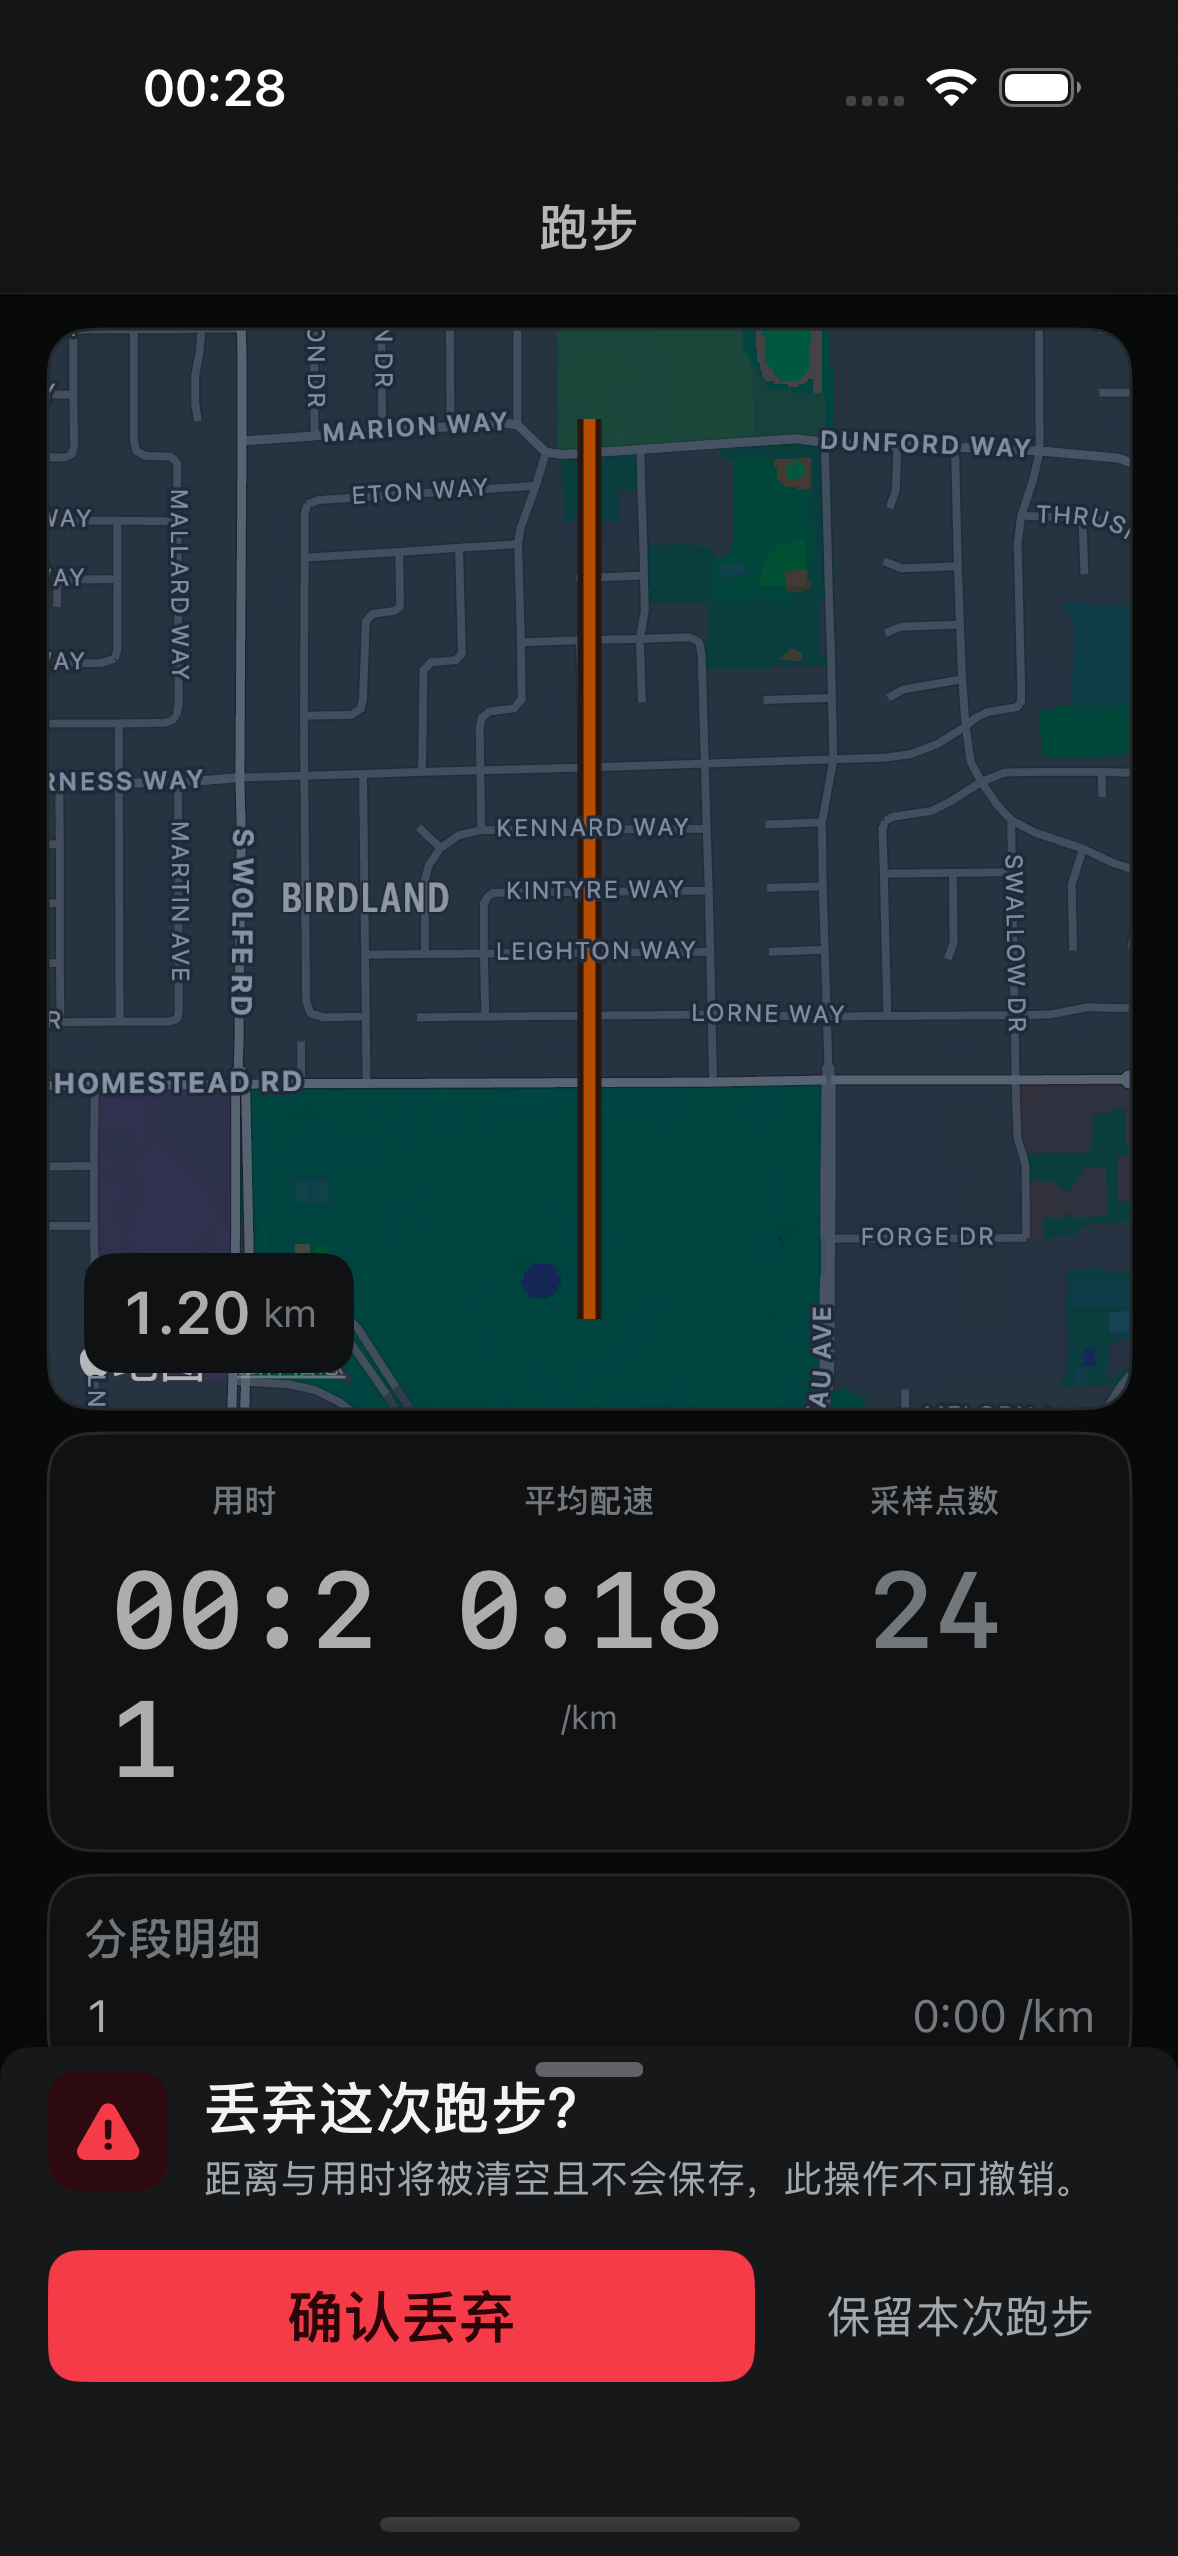 00:28
跑步
MARION WAY
DUNFORD WAY
ETON WAY
MALLARD WAY
KENNARD WAY
MARTIN AVE
S WOLFE RD
BIRDLAND
KINTYRE WAY
SWALLOW DR
LEIGHTON WAY
LORNE WAY
HOMESTEAD RD
FORGE DR
1.20 km
用时
平均配速
采样点数
00:2
1
0:18
/km
24
分段明细
1
0:00 /km
丢弃这次跑步?
距离与用时将被清空且不会保存，此操作不可撤销。
确认丢弃
保留本次跑步